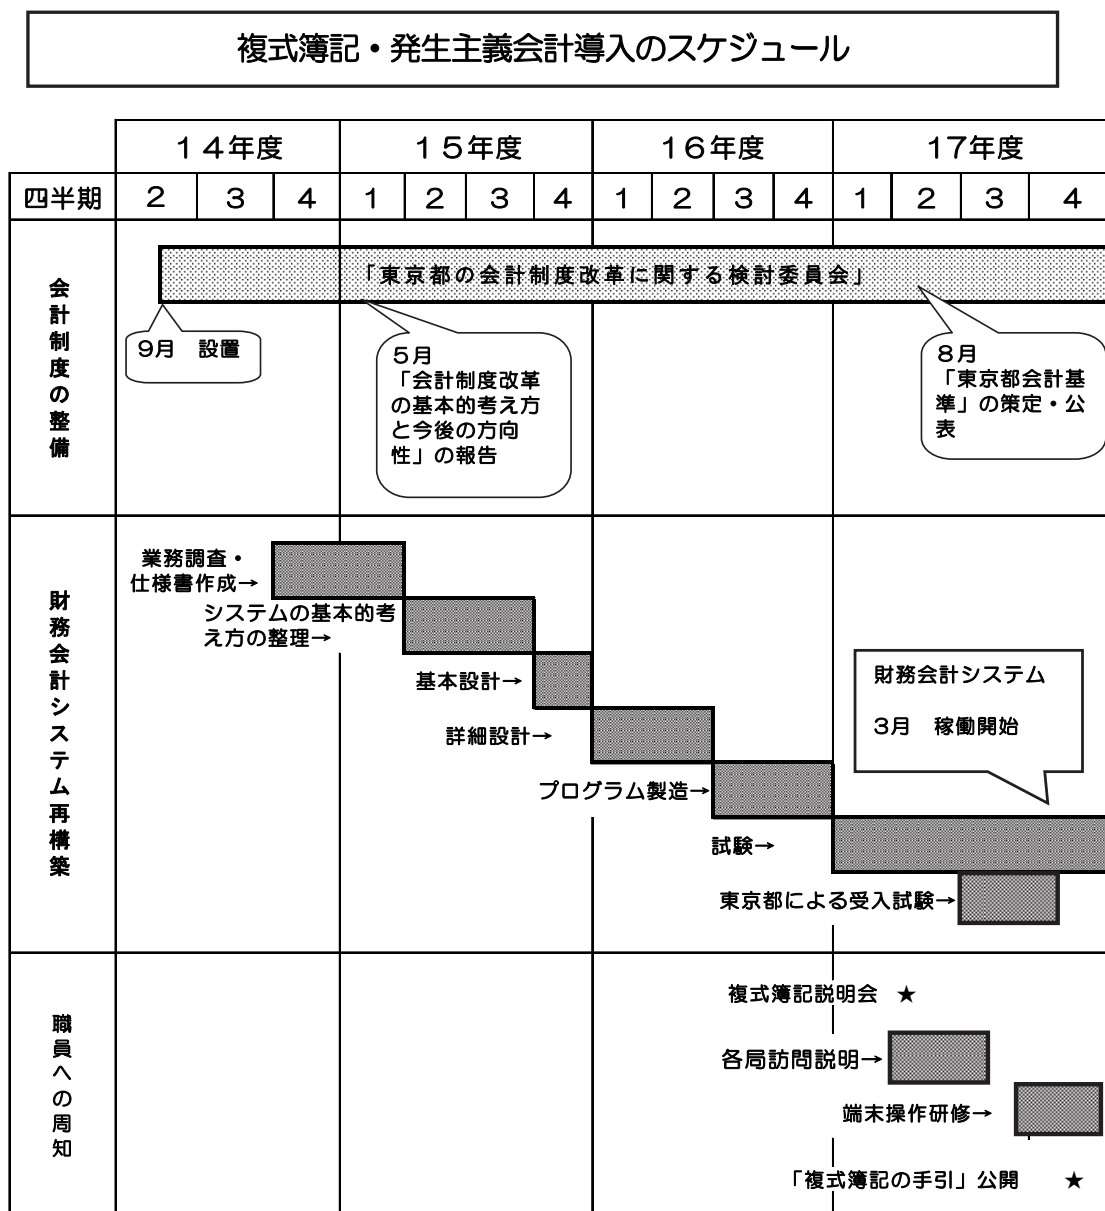 複式簿記・発生主義会計導入のスケジュール
14年度 15年度 16年度 17年度
四半期 2 3 4 1 2 3 4 1 2 3 4 1 2 3 4
会計制度の整備
「東京都の会計制度改革に関する検討委員会」
9月 設置
5月
「会計制度改革
の基本的考え方
と今後の方向
性」の報告
8月
「東京都会計基
準」の策定・公
表
財務会計システム再構築
業務調査・
仕様書作成→
システムの基本的考
え方の整理→
基本設計→
詳細設計→
プログラム製造→
試験→
東京都による受入試験→
財務会計システム
3月 稼働開始
職員への周知
複式簿記説明会 ★
各局訪問説明→
端末操作研修→
「複式簿記の手引」公開 ★